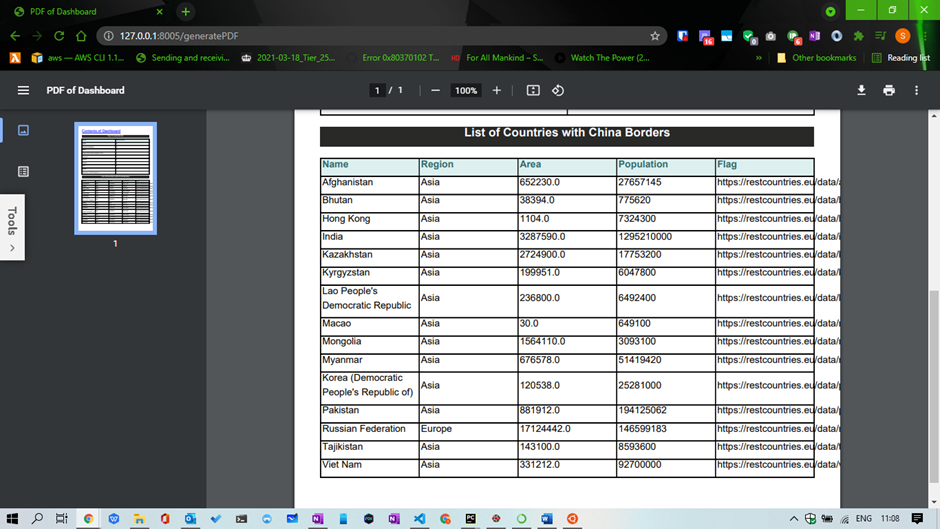 PDF of Dashboard
127.0.0.1:8005/generatePDF
16
0
6
S
aws — AWS CLI 1.1...
Sending and receivi...
2021-03-18_Tier_25...
Error 0x80370102 T...
For All Mankind – S...
Watch The Power (2...
»
Other bookmarks
Reading list
PDF of Dashboard
1 / 1
100%
Contents of Dashboard
1
Tools
List of Countries with China Borders
Name Region Area Population Flag
Afghanistan Asia 652230.0 27657145 https://restcountries.eu/data/
Bhutan Asia 38394.0 775620 https://restcountries.eu/data/
Hong Kong Asia 1104.0 7324300 https://restcountries.eu/data/
India Asia 3287590.0 1295210000 https://restcountries.eu/data/
Kazakhstan Asia 2724900.0 17753200 https://restcountries.eu/data/
Kyrgyzstan Asia 199951.0 6047800 https://restcountries.eu/data/
Lao People's
Democratic Republic Asia 236800.0 6492400 https://restcountries.eu/data/
Macao Asia 30.0 649100 https://restcountries.eu/data/
Mongolia Asia 1564110.0 3093100 https://restcountries.eu/data/
Myanmar Asia 676578.0 51419420 https://restcountries.eu/data/
Korea (Democratic
People's Republic of) Asia 120538.0 25281000 https://restcountries.eu/data/
Pakistan Asia 881912.0 194125062 https://restcountries.eu/data/
Russian Federation Europe 17124442.0 146599183 https://restcountries.eu/data/
Tajikistan Asia 143100.0 8593600 https://restcountries.eu/data/
Viet Nam Asia 331212.0 92700000 https://restcountries.eu/data/
ENG 11:08